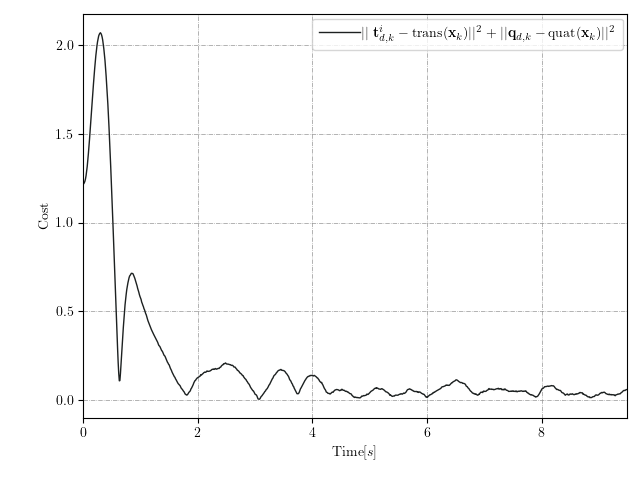 || t^i_{d,k} − trans(x_k)||^2 + ||q_{d,k} − quat(x_k)||^2
2.0
1.5
1.0
0.5
0.0
Cost
0 2 4 6 8
Time[s]